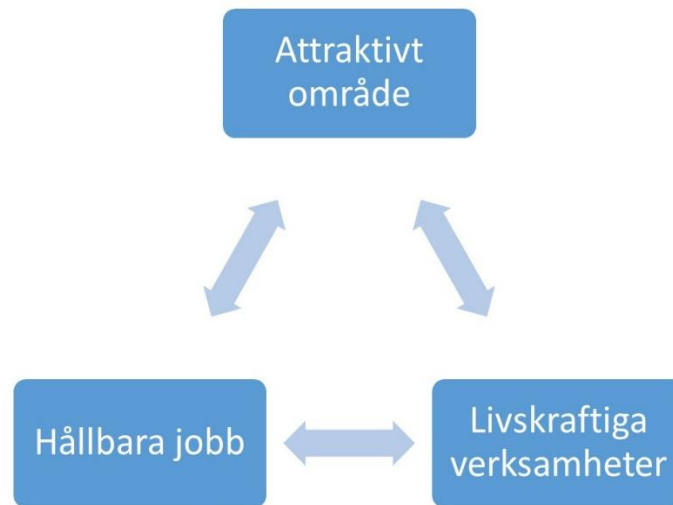 Attraktivt
område
Hållbara jobb
Livskraftiga
verksamheter